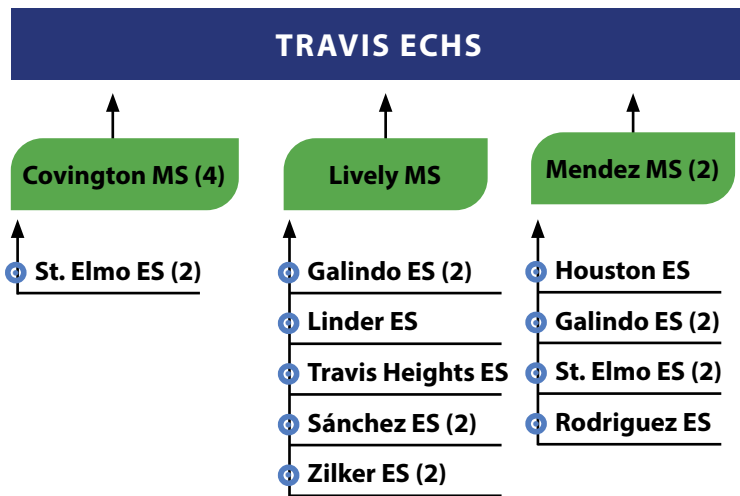 TRAVIS ECHS
Covington MS (4)
St. Elmo ES (2)
Lively MS
Galindo ES (2)
Linder ES
Travis Heights ES
Sánchez ES (2)
Zilker ES (2)
Mendez MS (2)
Houston ES
Galindo ES (2)
St. Elmo ES (2)
Rodriguez ES